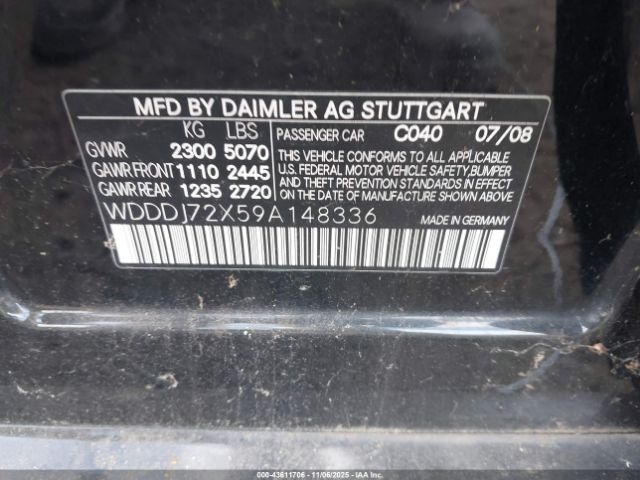 MFD BY DAIMLER AG STUTTGART
KG LBS PASSENGER CAR C040 07/08
GVWR 2300 5070 THIS VEHICLE CONFORMS TO ALL APPLICABLE
GAWR FRONT 1110 2445 U.S. FEDERAL MOTOR VEHICLE SAFETY,BUMPER
GAWR REAR 1235 2720 AND THEFT PREVENTION STANDARDS IN EFFECT
ON THE DATE OF MANUFACTURE SHOWN ABOVE
WDDDJ72X59A148336 MADE IN GERMANY
000-43611706 - 11/06/2025 - IAAI.COM